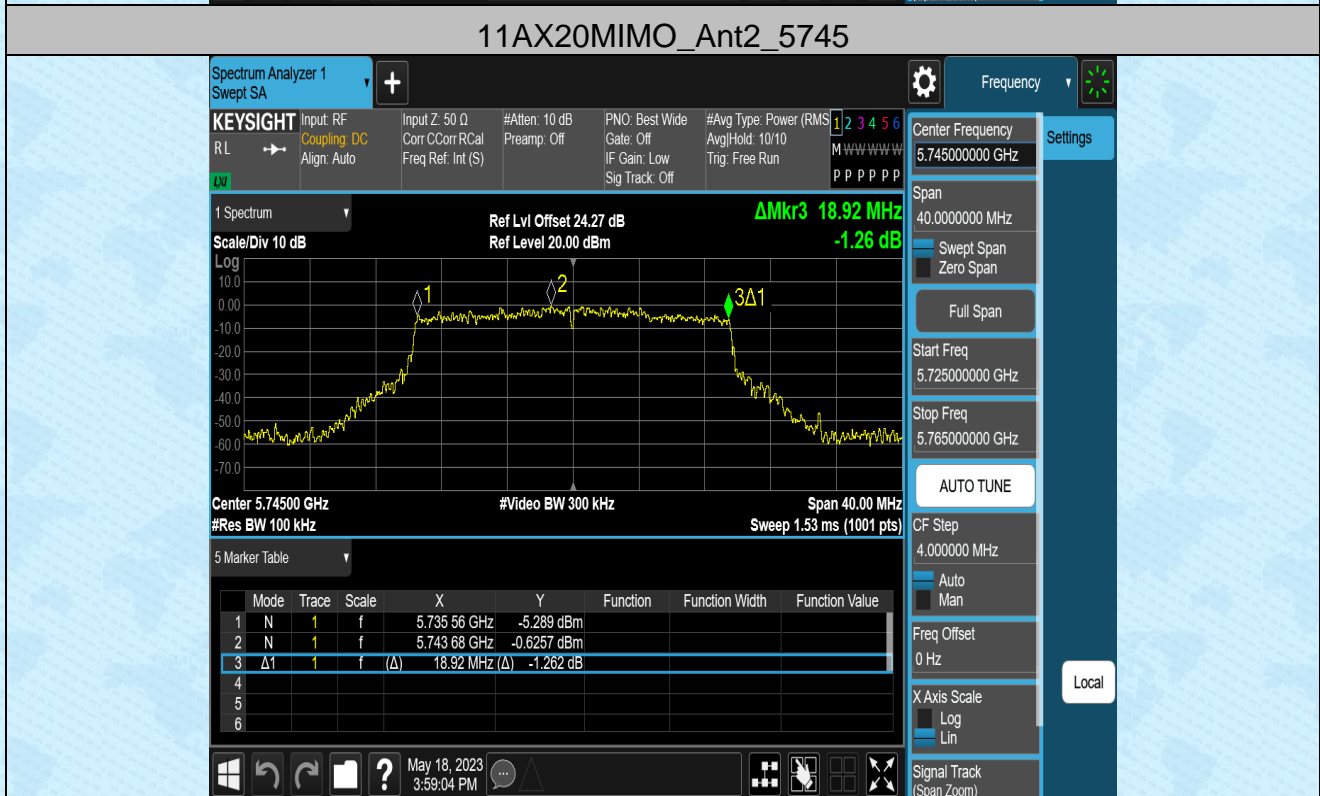 11AX20MIMO_Ant2_5745
Spectrum Analyzer 1
Swept SA
+
Frequency
KEYSIGHT
RL
LXI
Input: RF
Coupling: DC
Align: Auto
Input Z: 50 Ω
Corr CCorr RCal
Freq Ref: Int (S)
#Atten: 10 dB
Preamp: Off
PNO: Best Wide
Gate: Off
IF Gain: Low
Sig Track: Off
#Avg Type: Power (RMS
Avg|Hold: 10/10
Trig: Free Run
1 2 3 4 5 6
M W W W W W
P P P P P P
1 Spectrum
Scale/Div 10 dB
Ref Lvl Offset 24.27 dB
Ref Level 20.00 dBm
ΔMkr3 18.92 MHz
-1.26 dB
Log
10.0
0.00
-10.0
-20.0
-30.0
-40.0
-50.0
-60.0
-70.0
1
2
3Δ1
Center 5.74500 GHz
#Video BW 300 kHz
Span 40.00 MHz
#Res BW 100 kHz
Sweep 1.53 ms (1001 pts)
5 Marker Table
Mode Trace Scale X Y Function Function Width Function Value
1 N 1 f 5.735 56 GHz -5.289 dBm
2 N 1 f 5.743 68 GHz -0.6257 dBm
3 Δ1 1 f (Δ) 18.92 MHz (Δ) -1.262 dB
4
5
6
?
May 18, 2023
3:59:04 PM
Center Frequency
5.745000000 GHz
Settings
Span
40.0000000 MHz
Swept Span
Zero Span
Full Span
Start Freq
5.725000000 GHz
Stop Freq
5.765000000 GHz
AUTO TUNE
CF Step
4.000000 MHz
Auto
Man
Freq Offset
0 Hz
X Axis Scale
Log
Lin
Local
Signal Track
(Span Zoom)